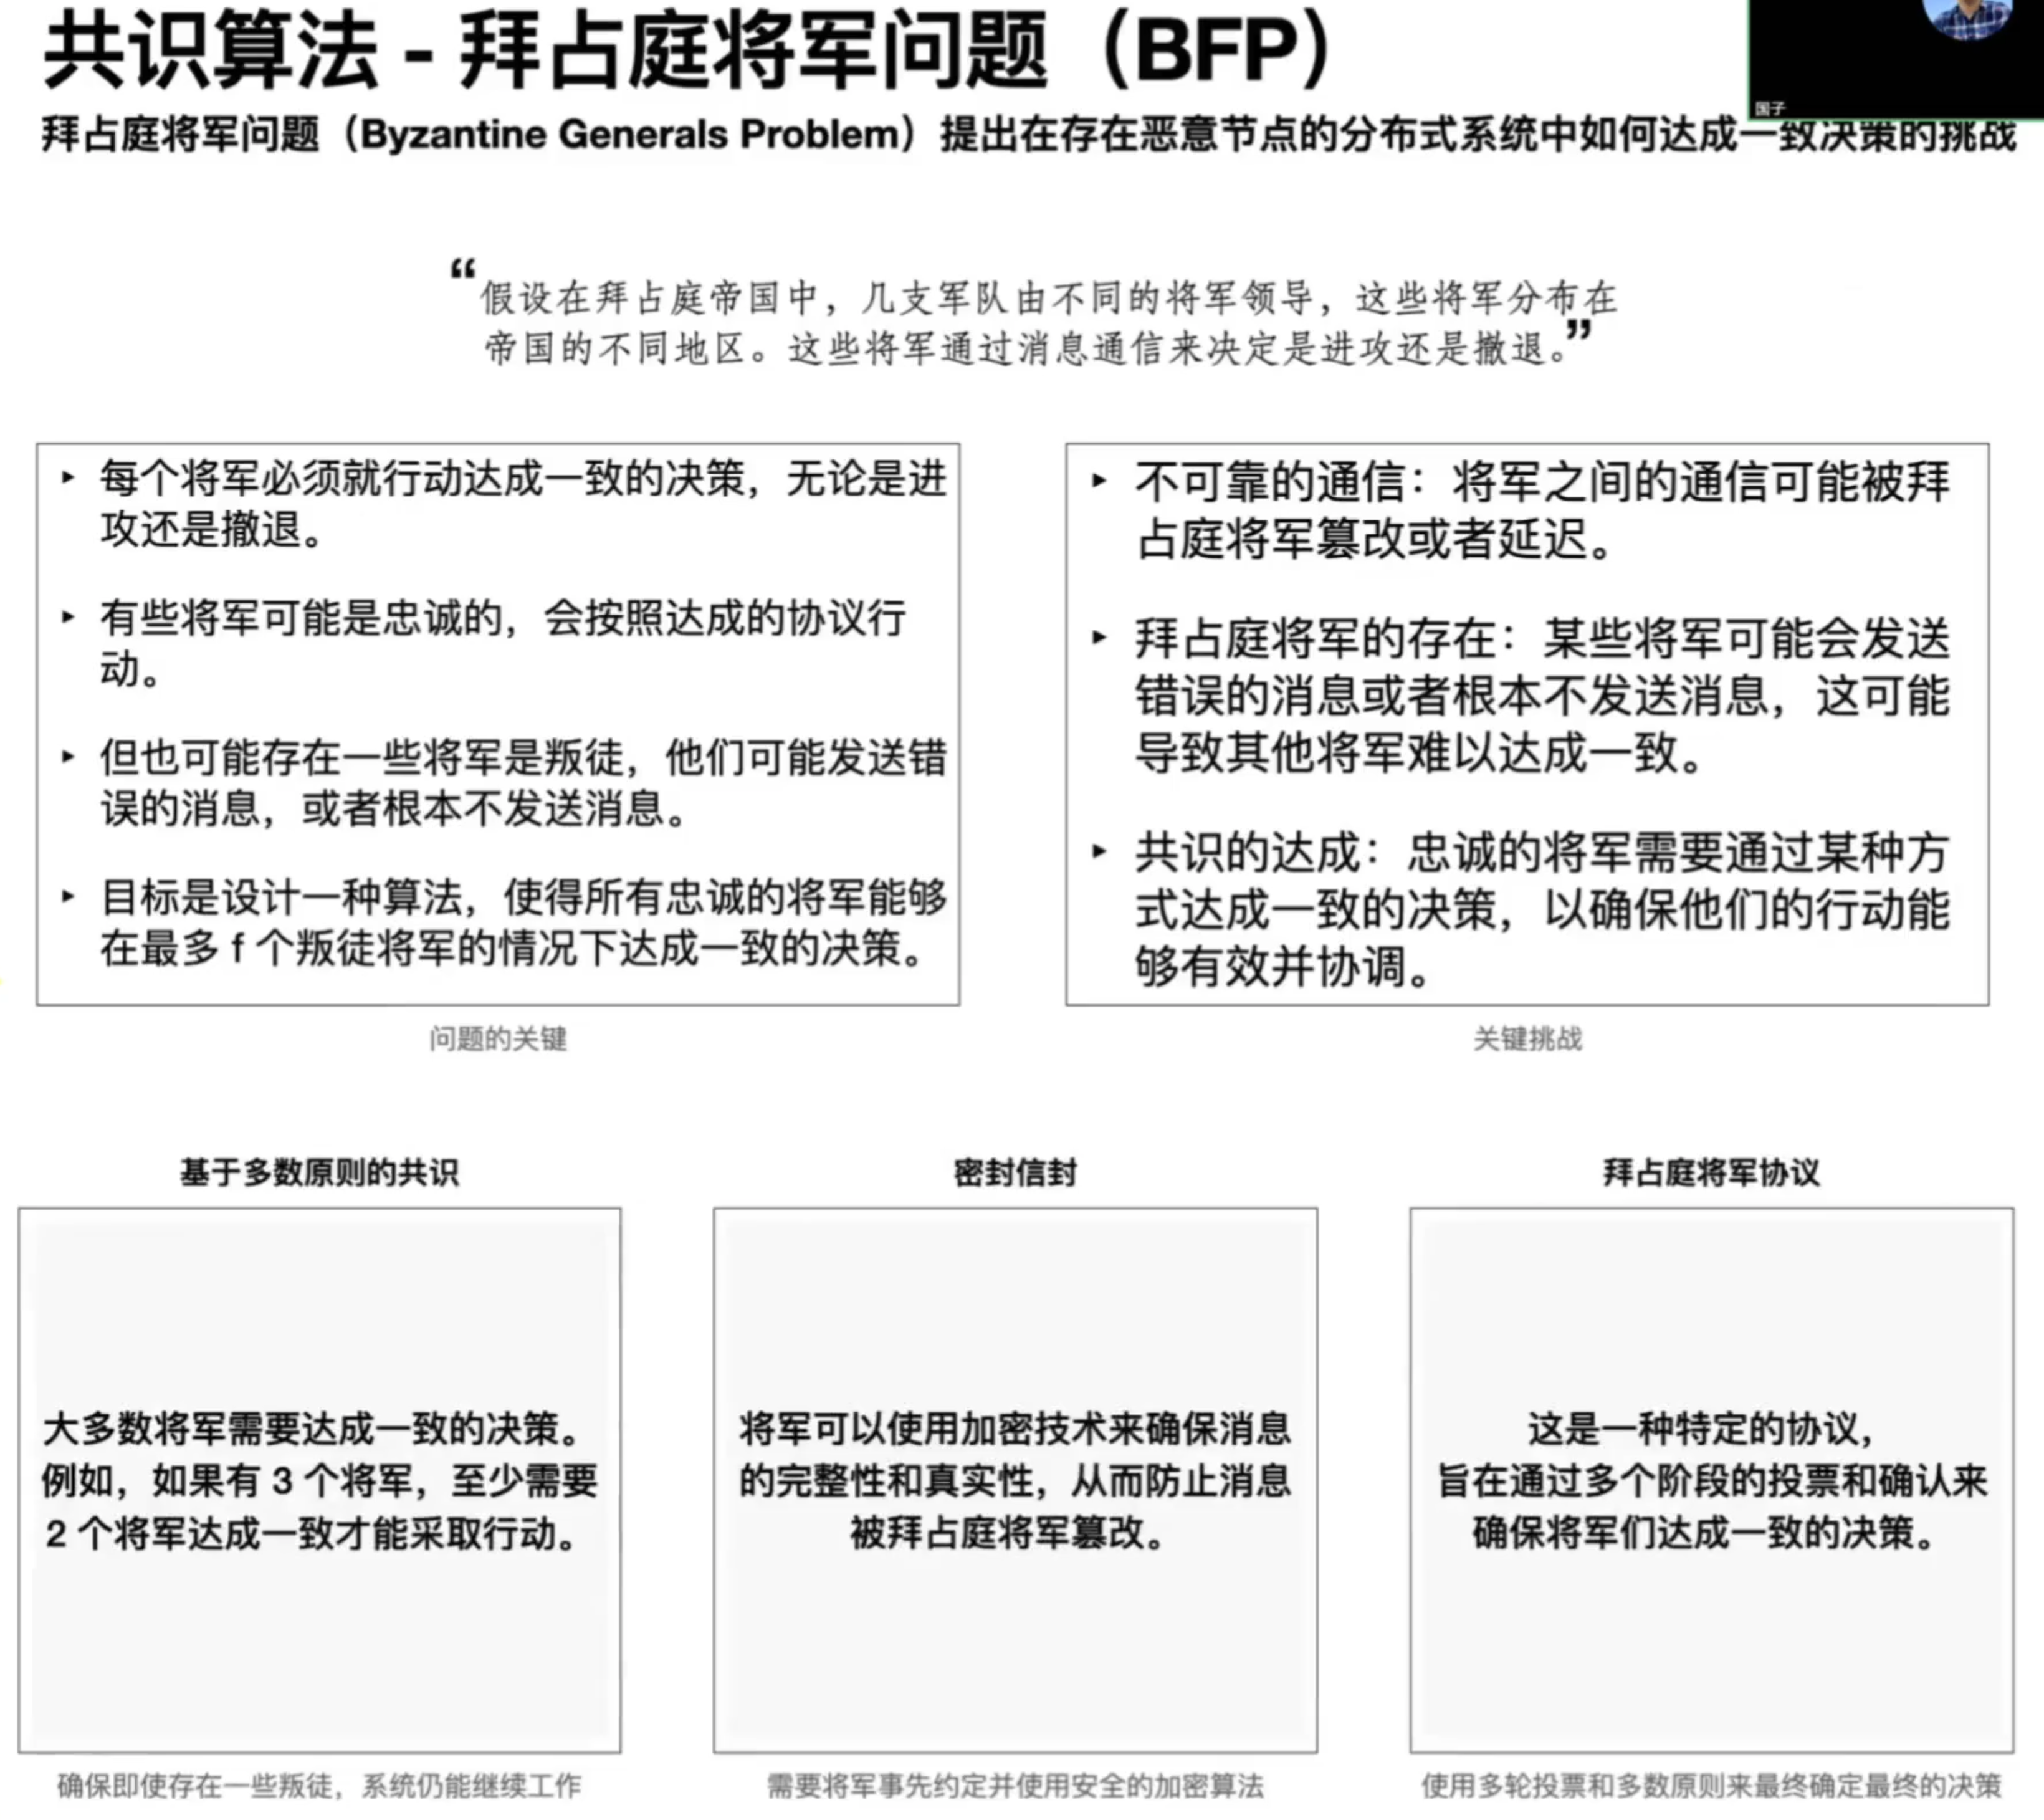 共识算法 - 拜占庭将军问题（BFP）
国子
拜占庭将军问题（Byzantine Generals Problem）提出在存在恶意节点的分布式系统中如何达成一致决策的挑战
“假设在拜占庭帝国中，几支军队由不同的将军领导，这些将军分布在
帝国的不同地区。这些将军通过消息通信来决定是进攻还是撤退。”
‣ 每个将军必须就行动达成一致的决策，无论是进
攻还是撤退。
‣ 有些将军可能是忠诚的，会按照达成的协议行
动。
‣ 但也可能存在一些将军是叛徒，他们可能发送错
误的消息，或者根本不发送消息。
‣ 目标是设计一种算法，使得所有忠诚的将军能够
在最多 f 个叛徒将军的情况下达成一致的决策。
问题的关键
‣ 不可靠的通信：将军之间的通信可能被拜
占庭将军篡改或者延迟。
‣ 拜占庭将军的存在：某些将军可能会发送
错误的消息或者根本不发送消息，这可能
导致其他将军难以达成一致。
‣ 共识的达成：忠诚的将军需要通过某种方
式达成一致的决策，以确保他们的行动能
够有效并协调。
关键挑战
基于多数原则的共识
大多数将军需要达成一致的决策。
例如，如果有 3 个将军，至少需要
2 个将军达成一致才能采取行动。
确保即使存在一些叛徒，系统仍能继续工作
密封信封
将军可以使用加密技术来确保消息
的完整性和真实性，从而防止消息
被拜占庭将军篡改。
需要将军事先约定并使用安全的加密算法
拜占庭将军协议
这是一种特定的协议，
旨在通过多个阶段的投票和确认来
确保将军们达成一致的决策。
使用多轮投票和多数原则来最终确定最终的决策